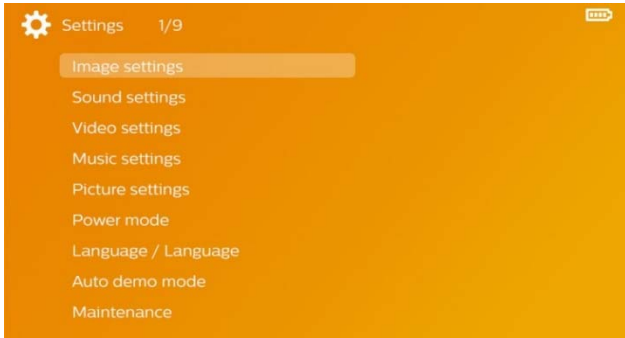 Settings 1/9
Image settings
Sound settings
Video settings
Music settings
Picture settings
Power mode
Language / Language
Auto demo mode
Maintenance